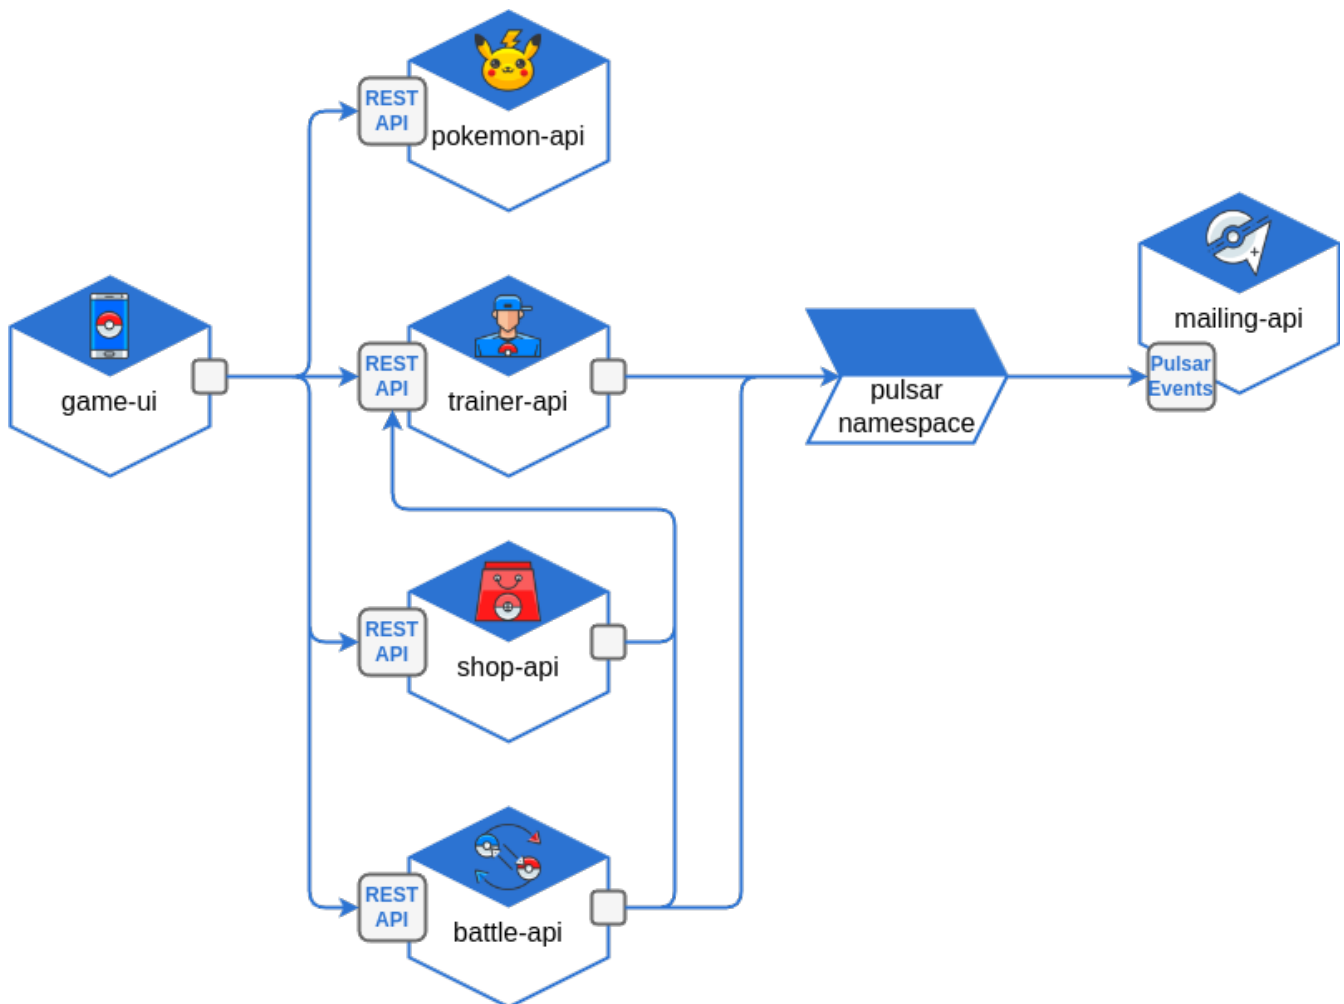 REST
API
pokemon-api
game-ui
REST
API
trainer-api
pulsar
namespace
mailing-api
Pulsar
Events
REST
API
shop-api
REST
API
battle-api